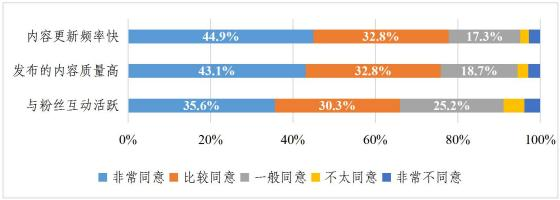 内容更新频率快 44.9% 32.8% 17.3%
发布的内容质量高 43.1% 32.8% 18.7%
与粉丝互动活跃 35.6% 30.3% 25.2%
0% 20% 40% 60% 80% 100%
非常同意 比较同意 一般同意 不太同意 非常不同意